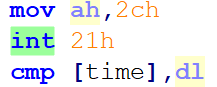 mov ah,2ch
int 21h
cmp [time],dl